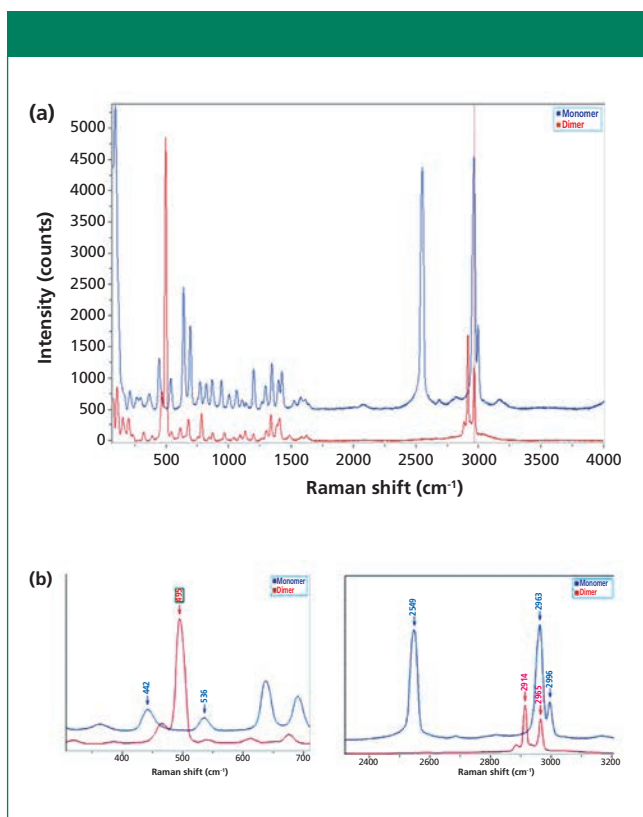 (a)
Monomer
Dimer
5000
4500
4000
3500
3000
2500
2000
1500
1000
500
0
Intensity (counts)
500 1000 1500 2000 2500 3000 3500 4000
Raman shift (cm-1)
(b)
Monomer
Dimer
495
442
536
400 500 600 700
Raman shift (cm-1)
Monomer
Dimer
2549
2963
2996
2914
2965
2400 2600 2800 3000 3200
Raman shift (cm-1)